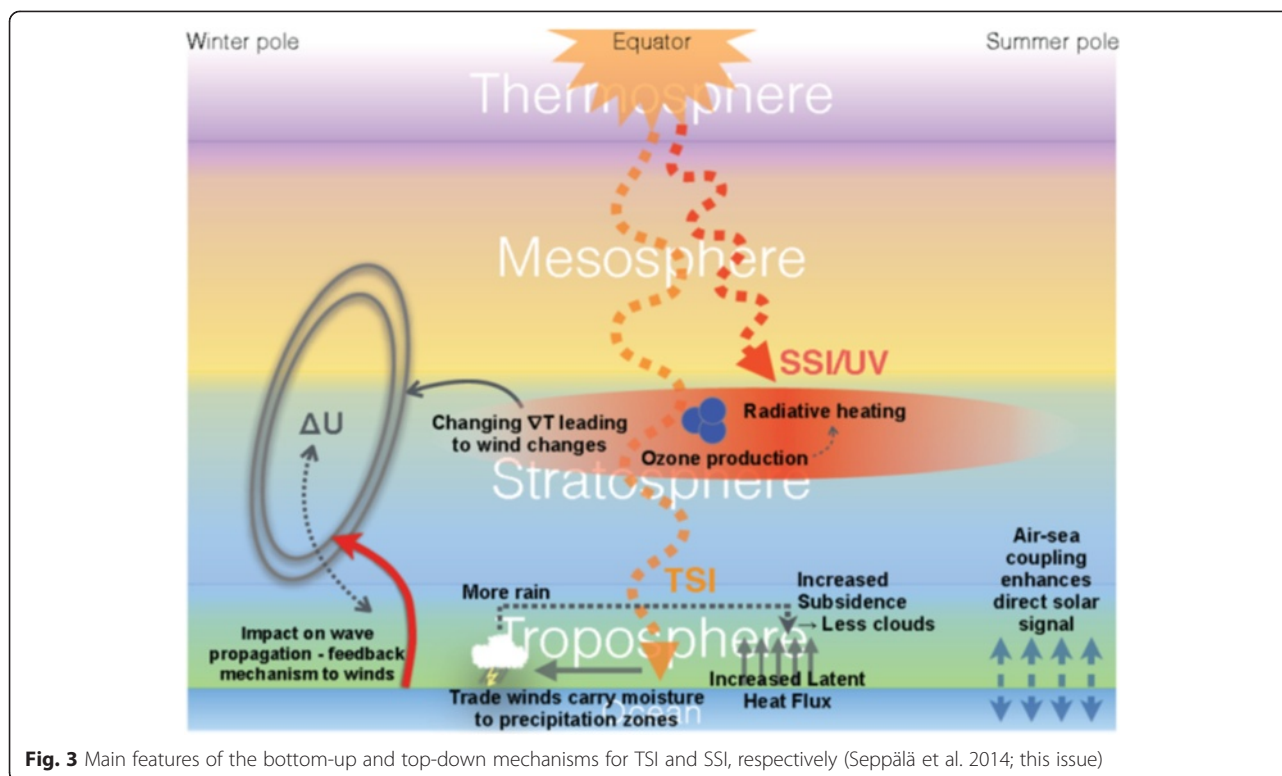 Winter pole
Equator
Summer pole
Thermosphere
Mesosphere
SSI/UV
ΔU
Changing ∇T leading
to wind changes
Radiative heating
Ozone production
Stratosphere
TSI
More rain
Increased
Subsidence
→ Less clouds
Air-sea
coupling
enhances
direct solar
signal
Troposphere
Impact on wave
propagation - feedback
mechanism to winds
Increased Latent
Heat Flux
Trade winds carry moisture
to precipitation zones
Ocean
Fig. 3 Main features of the bottom-up and top-down mechanisms for TSI and SSI, respectively (Seppälä et al. 2014; this issue)